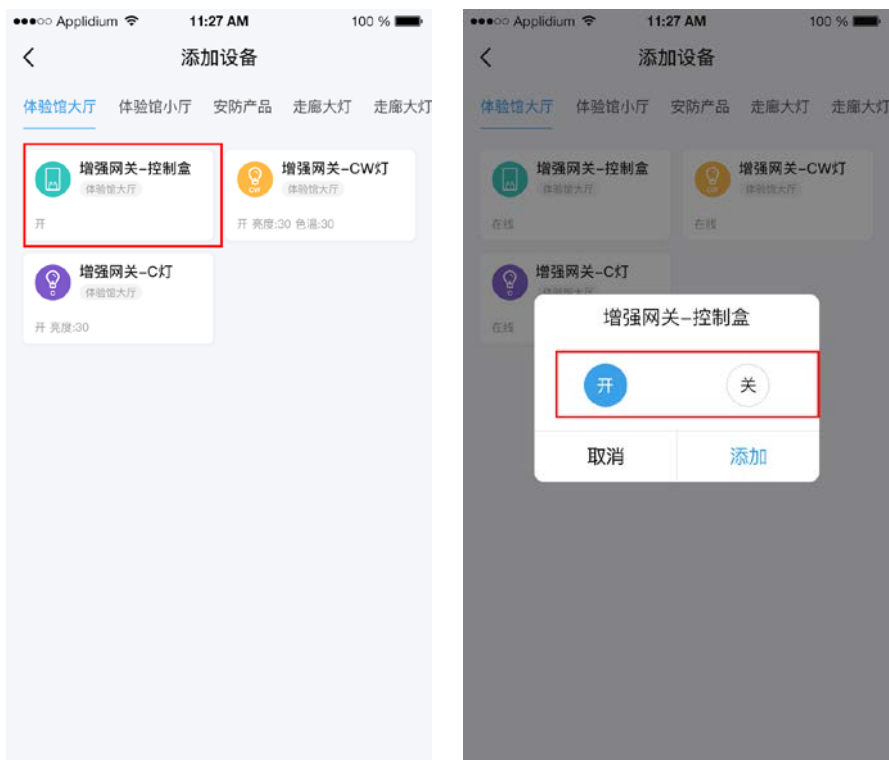 Applidium 11:27 AM 100 %
添加设备
体验馆大厅 体验馆小厅 安防产品 走廊大灯 走廊大灯
增强网关-控制盒
体验馆大厅
开
增强网关-CW灯
CW
体验馆大厅
开 亮度:30 色温:30
增强网关-C灯
C
体验馆大厅
开 亮度:30
Applidium 11:27 AM 100 %
添加设备
体验馆大厅 体验馆小厅 安防产品 走廊大灯 走廊大灯
增强网关-控制盒
体验馆大厅
在线
增强网关-CW灯
CW
体验馆大厅
在线
增强网关-C灯
C
体验馆大厅
在线
增强网关-控制盒
开 关
取消 添加